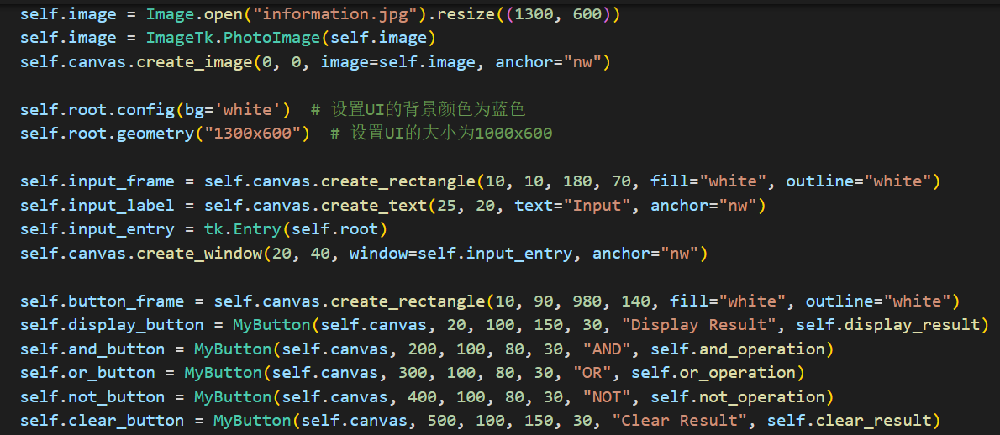 self.image = Image.open("information.jpg").resize((1300, 600))
self.image = ImageTk.PhotoImage(self.image)
self.canvas.create_image(0, 0, image=self.image, anchor="nw")
self.root.config(bg='white')  # 设置UI的背景颜色为蓝色
self.root.geometry("1300x600")  # 设置UI的大小为1000x600
self.input_frame = self.canvas.create_rectangle(10, 10, 180, 70, fill="white", outline="white")
self.input_label = self.canvas.create_text(25, 20, text="Input", anchor="nw")
self.input_entry = tk.Entry(self.root)
self.canvas.create_window(20, 40, window=self.input_entry, anchor="nw")
self.button_frame = self.canvas.create_rectangle(10, 90, 980, 140, fill="white", outline="white")
self.display_button = MyButton(self.canvas, 20, 100, 150, 30, "Display Result", self.display_result)
self.and_button = MyButton(self.canvas, 200, 100, 80, 30, "AND", self.and_operation)
self.or_button = MyButton(self.canvas, 300, 100, 80, 30, "OR", self.or_operation)
self.not_button = MyButton(self.canvas, 400, 100, 80, 30, "NOT", self.not_operation)
self.clear_button = MyButton(self.canvas, 500, 100, 150, 30, "Clear Result", self.clear_result)